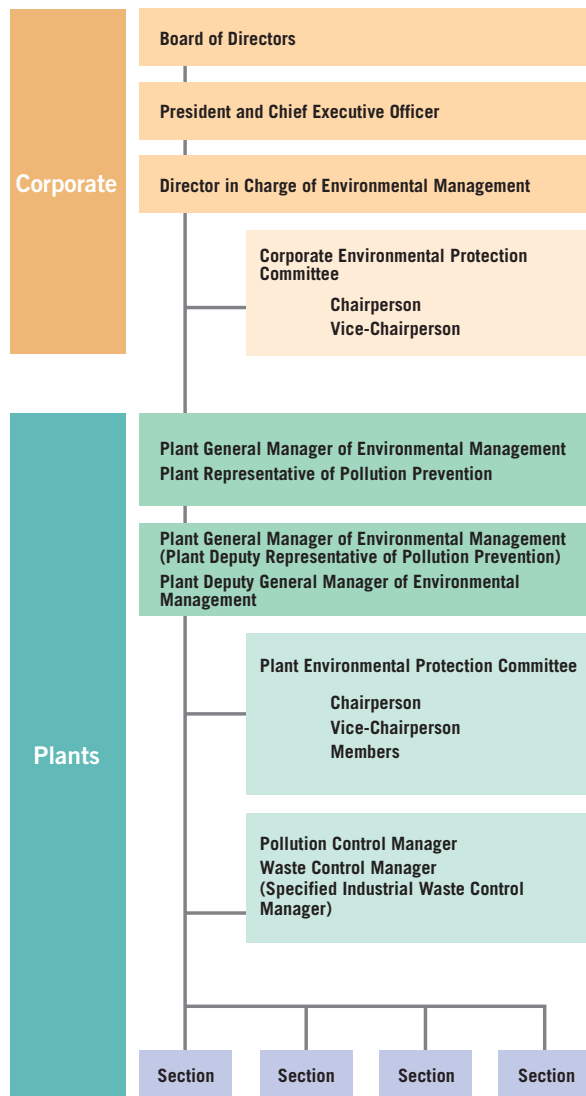 Corporate
Board of Directors
President and Chief Executive Officer
Director in Charge of Environmental Management
Corporate Environmental Protection
Committee
Chairperson
Vice-Chairperson
Plants
Plant General Manager of Environmental Management
Plant Representative of Pollution Prevention
Plant General Manager of Environmental Management
(Plant Deputy Representative of Pollution Prevention)
Plant Deputy General Manager of Environmental
Management
Plant Environmental Protection Committee
Chairperson
Vice-Chairperson
Members
Pollution Control Manager
Waste Control Manager
(Specified Industrial Waste Control
Manager)
Section
Section
Section
Section